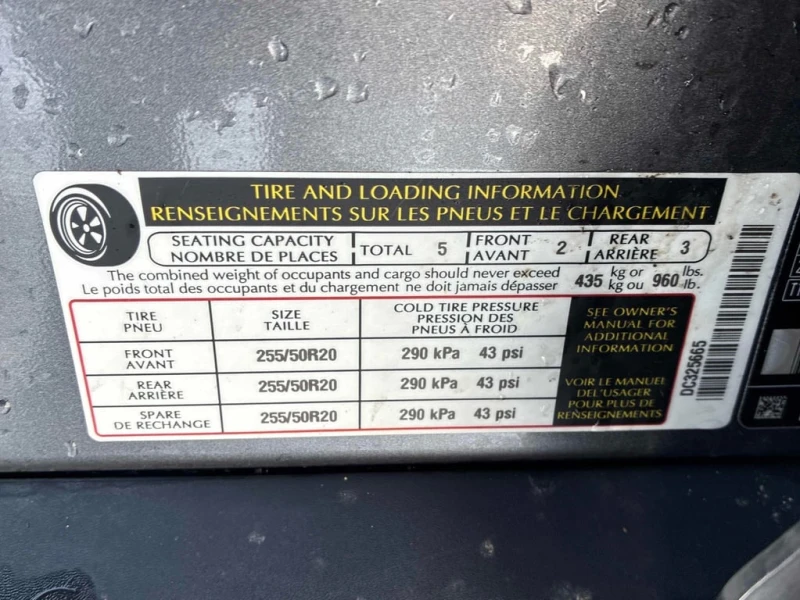 TIRE AND LOADING INFORMATION
RENSEIGNEMENTS SUR LES PNEUS ET LE CHARGEMENT
SEATING CAPACITY
NOMBRE DE PLACES
TOTAL 5
FRONT
AVANT
2
REAR
ARRIÈRE
3
The combined weight of occupants and cargo should never exceed
Le poids total des occupants et du chargement ne doit jamais dépasser
435 kg or
kg ou
960 lbs.
lb.
TIRE
PNEU
SIZE
TAILLE
COLD TIRE PRESSURE
PRESSION DES
PNEUS À FROID
FRONT
AVANT
255/50R20
290 kPa 43 psi
REAR
ARRIÈRE
255/50R20
290 kPa 43 psi
SPARE
DE RECHANGE
255/50R20
290 kPa 43 psi
SEE OWNER'S
MANUAL FOR
ADDITIONAL
INFORMATION
VOIR LE MANUEL
DEL'USAGER
POUR PLUS DE
RENSEIGNEMENTS
DC325665